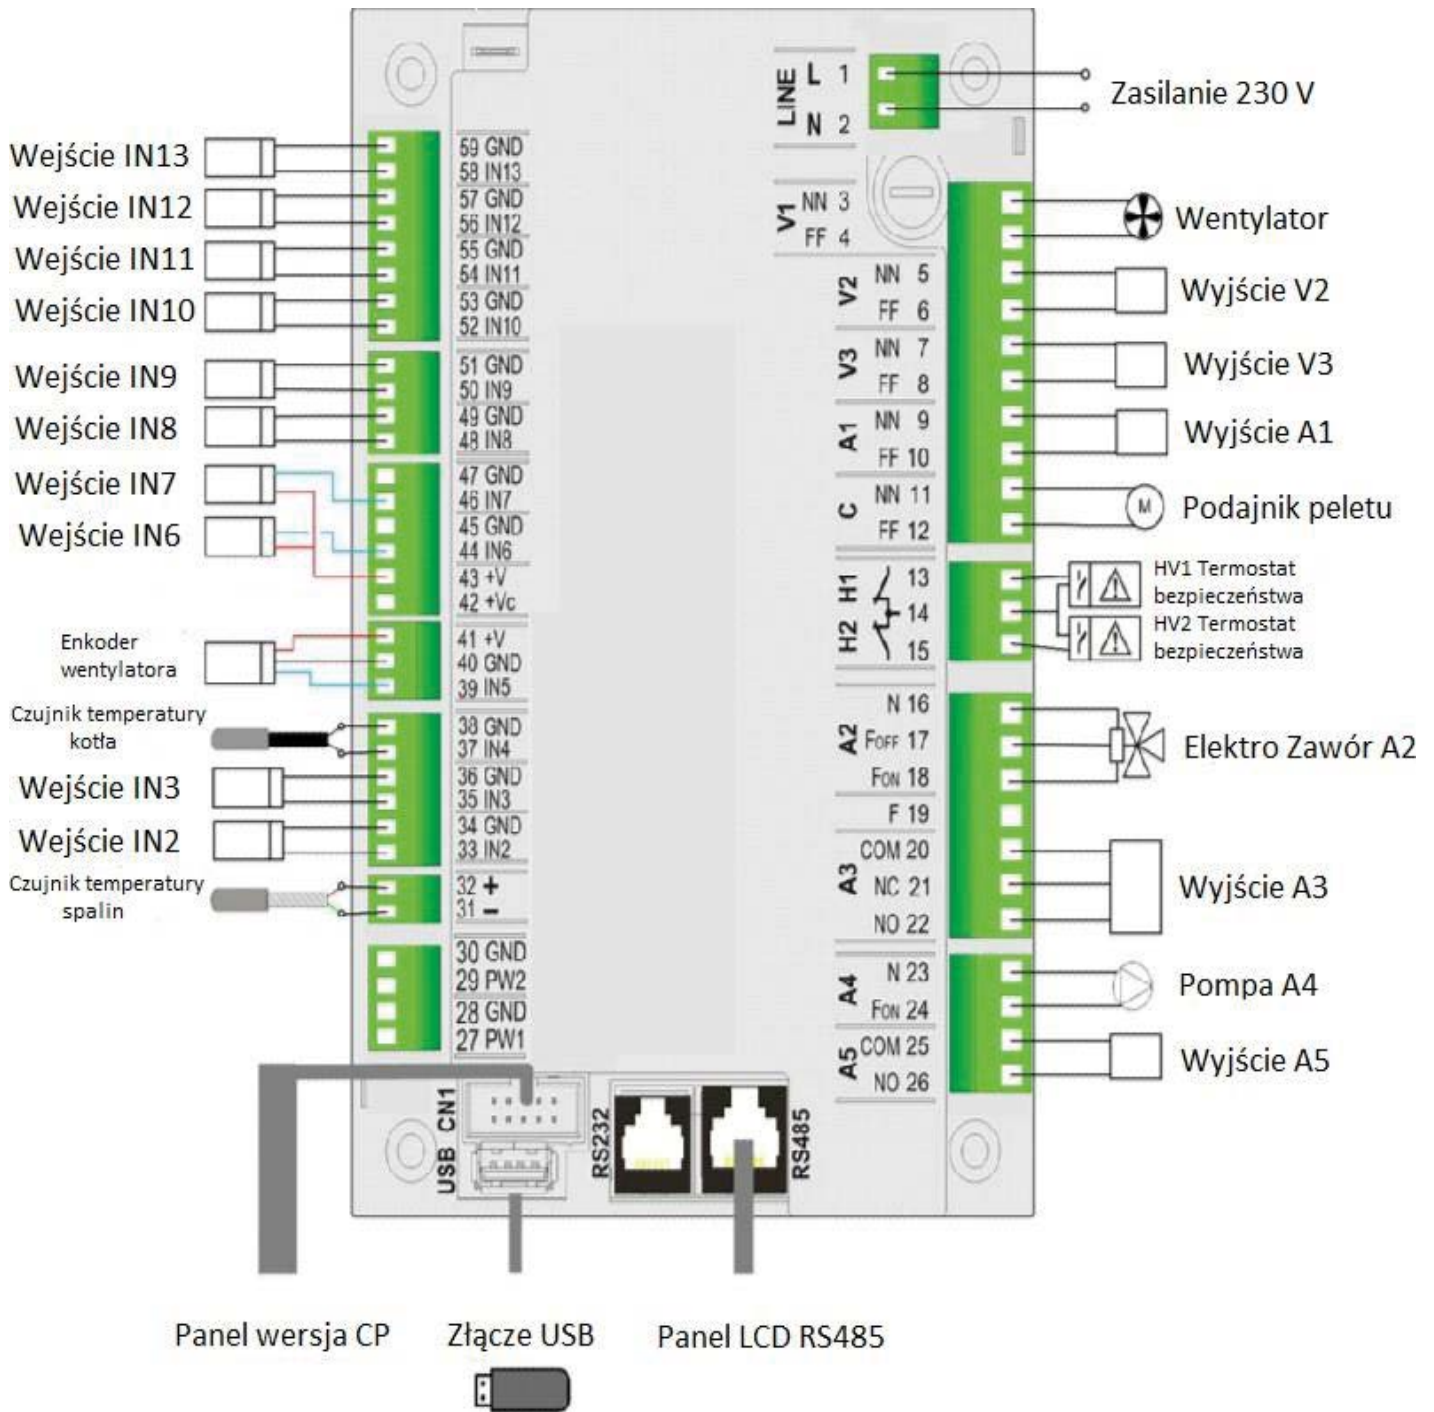 Wejście IN13
Wejście IN12
Wejście IN11
Wejście IN10
Wejście IN9
Wejście IN8
Wejście IN7
Wejście IN6
Enkoder
wentylatora
Czujnik temperatury
kotła
Wejście IN3
Wejście IN2
Czujnik temperatury
spalin
59 GND
58 IN13
57 GND
56 IN12
55 GND
54 IN11
53 GND
52 IN10
51 GND
50 IN9
49 GND
48 IN8
47 GND
46 IN7
45 GND
44 IN6
43 +V
42 +Vc
41 +V
40 GND
39 IN5
38 GND
37 IN4
36 GND
35 IN3
34 GND
33 IN2
32 +
31 –
30 GND
29 PW2
28 GND
27 PW1
LINE
L 1
N 2
V1
NN 3
FF 4
V2
NN 5
FF 6
V3
NN 7
FF 8
A1
NN 9
FF 10
C
NN 11
FF 12
H1
13
14
H2
15
A2
N 16
FOFF 17
FON 18
F 19
A3
COM 20
NC 21
NO 22
A4
N 23
FON 24
A5
COM 25
NO 26
Zasilanie 230 V
Wentylator
Wyjście V2
Wyjście V3
Wyjście A1
M
Podajnik peletu
HV1 Termostat
bezpieczeństwa
HV2 Termostat
bezpieczeństwa
Elektro Zawór A2
Wyjście A3
Pompa A4
Wyjście A5
CN1
USB
RS232
RS485
Panel wersja CP
Złącze USB
Panel LCD RS485